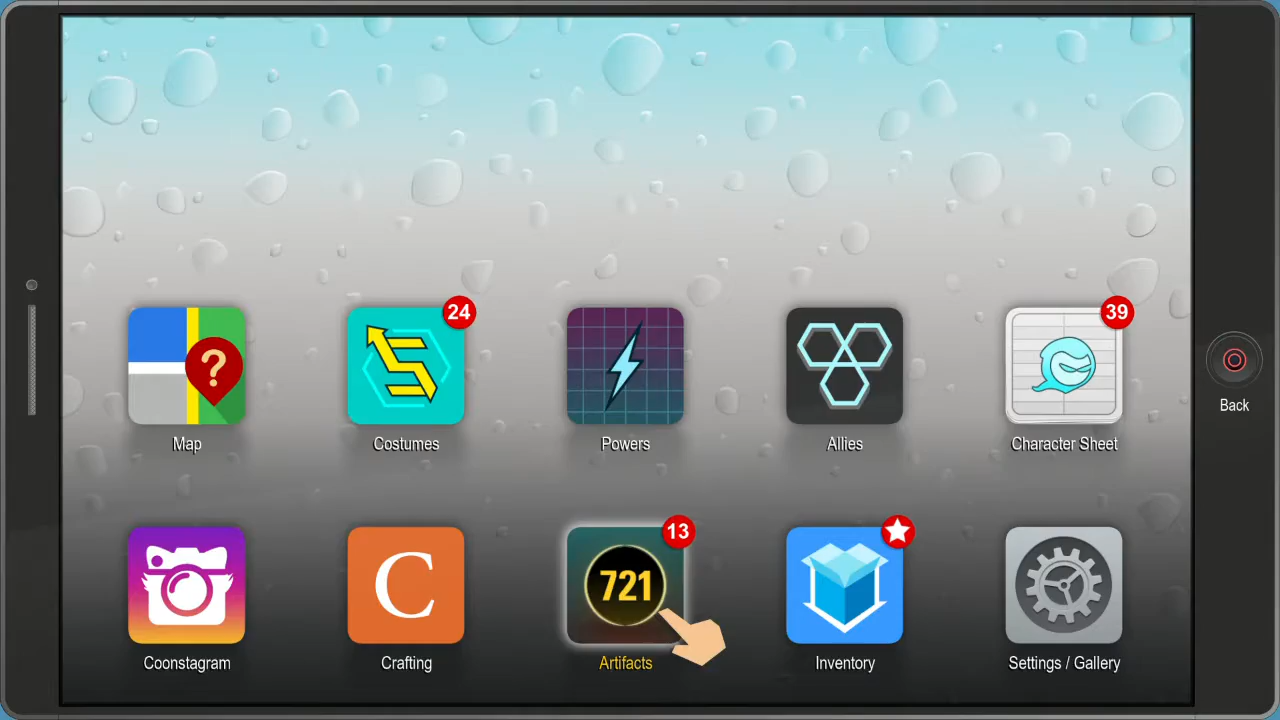 24
39
?
Map
Costumes
Powers
Allies
Character Sheet
Back
13
C
721
Coonstagram
Crafting
Artifacts
Inventory
Settings / Gallery